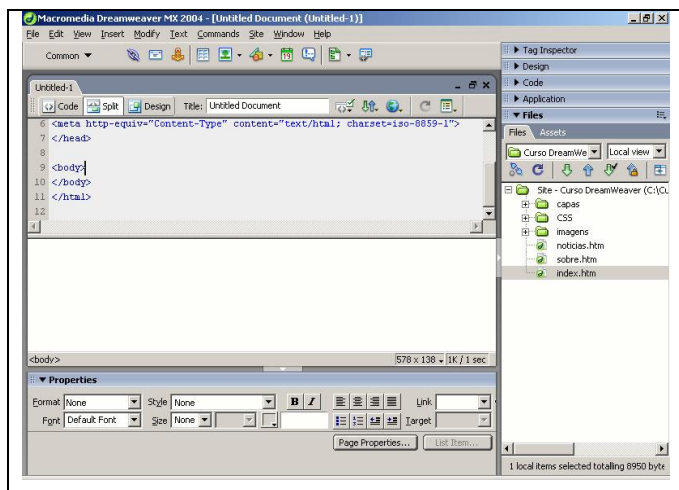 Macromedia Dreamweaver MX 2004 - [Untitled Document (Untitled-1)]
File Edit View Insert Modify Text Commands Site Window Help
Common
Tag Inspector
Design
Code
Application
Files
Untitled-1
Code Split Design Title: Untitled Document
6 <meta http-equiv="Content-Type" content="text/html; charset=iso-8859-1">
7 </head>
8
9 <body>
10 </body>
11 </html>
12
Files Assets
Curso DreamWe Local view
Site - Curso DreamWeaver (C:\Cu
capas
CSS
imagens
noticias.htm
sobre.htm
index.htm
<body> 578 x 138 1K / 1 sec
Properties
Format None Style None B I Link
Font Default Font Size None Target
Page Properties... List Item...
1 local items selected totalling 8950 byte